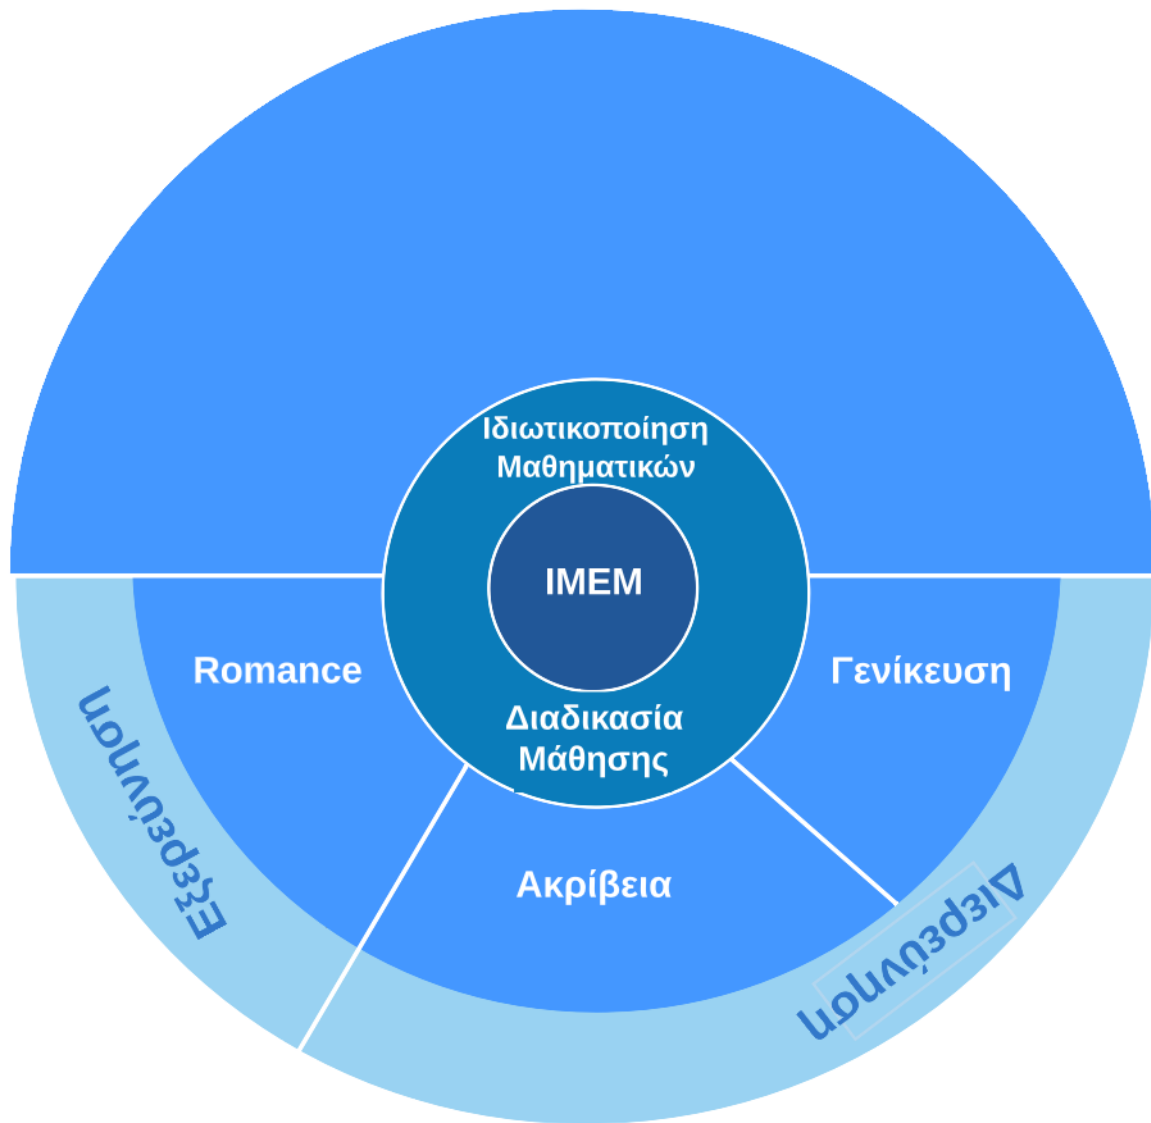 Ιδιωτικοποίηση
Μαθηματικών
IMEM
Διαδικασία
Μάθησης
Romance
Γενίκευση
Ακρίβεια
Εξερεύνηση
Διερεύνηση